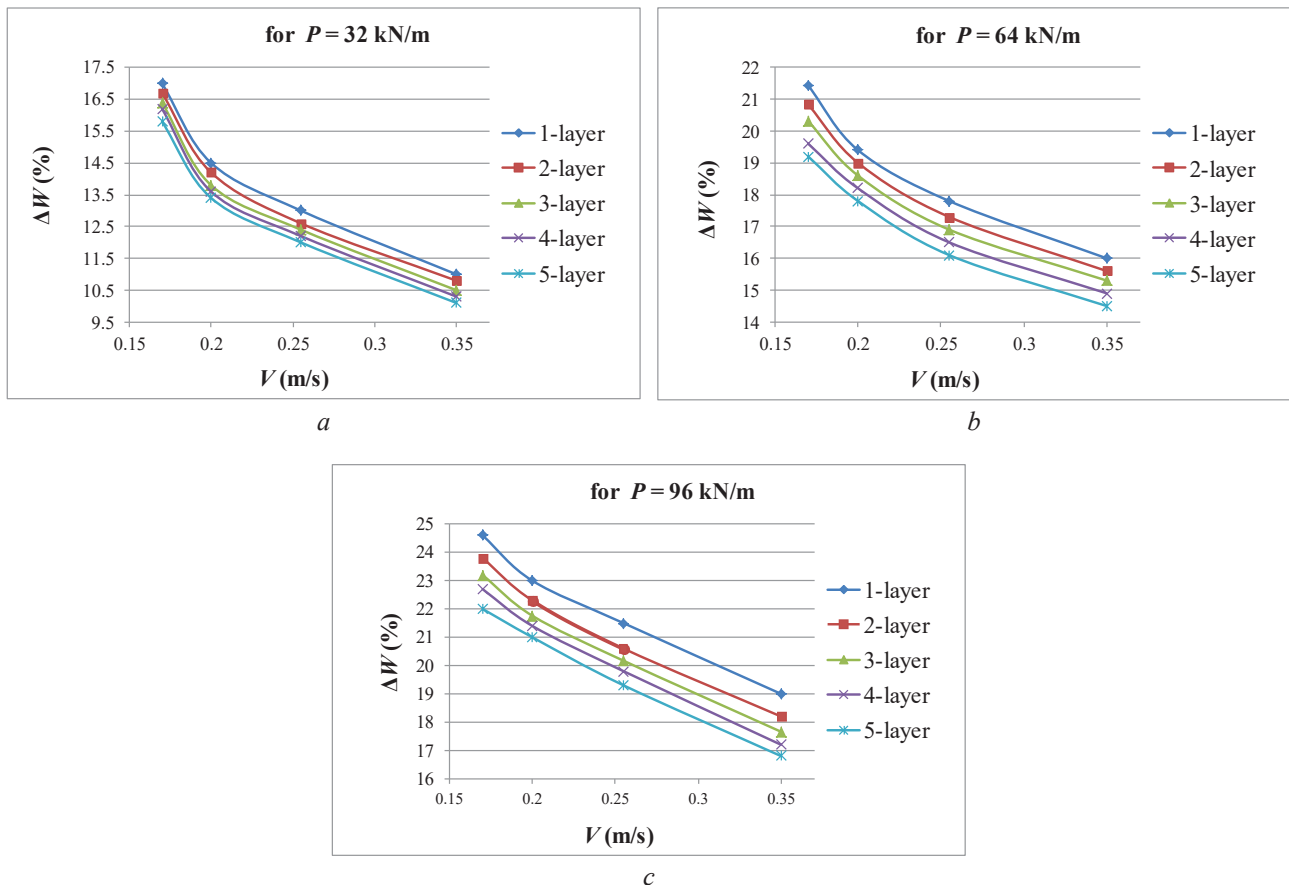 for P = 32 kN/m
ΔW (%)
17.5
16.5
15.5
14.5
13.5
12.5
11.5
10.5
9.5
0.15
0.2
0.25
0.3
0.35
V (m/s)
1-layer
2-layer
3-layer
4-layer
5-layer
a
for P = 64 kN/m
ΔW (%)
22
21
20
19
18
17
16
15
14
0.15
0.2
0.25
0.3
0.35
V (m/s)
1-layer
2-layer
3-layer
4-layer
5-layer
b
for P = 96 kN/m
ΔW (%)
25
24
23
22
21
20
19
18
17
16
0.15
0.2
0.25
0.3
0.35
V (m/s)
1-layer
2-layer
3-layer
4-layer
5-layer
c